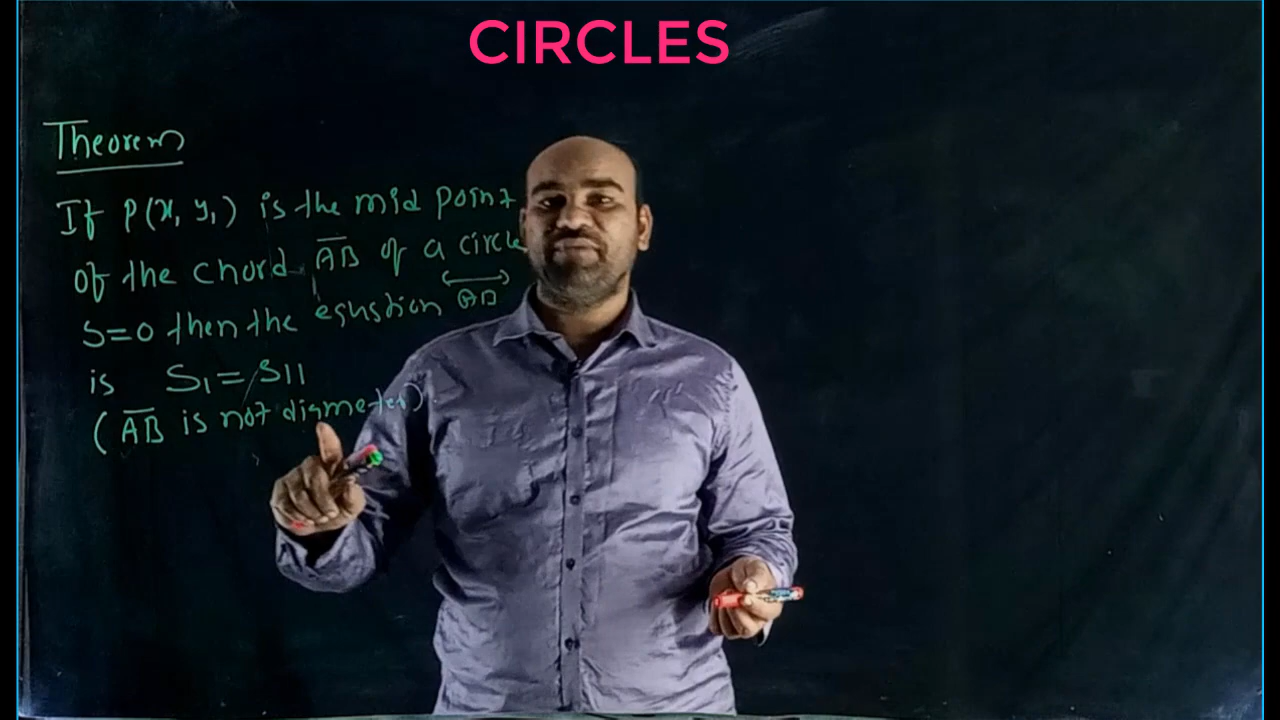 CIRCLES
Theorem
If P(x, y₁) is the mid point
of the chord AB̅ of a circle
S=0 then the equation AB
is S₁ = S11
(AB̅ is not diameter).